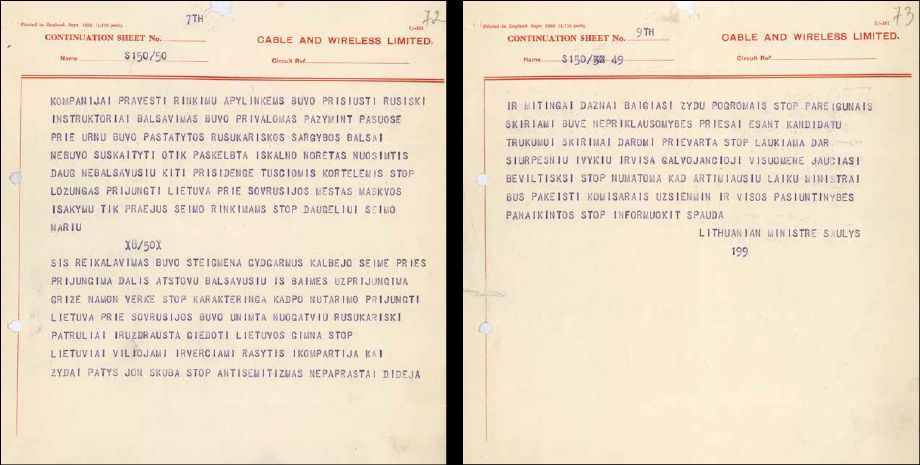 7TH
72
Printed in England. Sept. 1939. (1,750 pads).
5/-161
CONTINUATION SHEET No.
CABLE AND WIRELESS LIMITED.
Name S150/50
Circuit Ref.
KOMPANIJAI PRAVESTI RINKIMU APYLINKEMS BUVO PRISIUSTI RUSISKI
INSTRUKTORIAI BALSAVIMAS BUVO PRIVALOMAS PAZYMINT PASUOSE
PRIE URNU BUVO PASTATYTOS RUSUKARISKOS SARGYBOS BALSAI
NEBUVO SUSKAITYTI OTIK PASKELBTA ISKALNO NORETAS NUOSIMTIS
DAUG NEBALSAVUSIU KITI PRISIDENGE TUSCIOMIS KORTELEMIS STOP
LOZUNGAS PRIJUNGTI LIETUVA PRIE SOVRUSIJOS MESTAS MASKVOS
ISAKYMU TIK PRAEJUS SEIMO RINKIMAMS STOP DAUGELIUI SEIMO
NARIU
X8/50X
SIS REIKALAVIMAS BUVO STEIGMENA GYDGARMUS KALBEJO SEIME PRIES
PRIJUNGIMA DALIS ATSTOVU BALSAVUSIU IS BAIMES UZPRIJUNGIMA
GRIZE NAMON VERKE STOP KARAKTERINGA KADPO NUTARIMO PRIJUNGTI
LIETUVA PRIE SOVRUSIJOS BUVO UNIMTA NUOGATVIU RUSUKARISKI
PATRULIAI IRUZDRAUSTA GIEDOTI LIETUVOS GIMNA STOP
LIETUVIAI VILIOJAMI IRVERCIAMI RASYTIS IKOMPARTIJA KAI
ZYDAI PATYS JON SKUBA STOP ANTISEMITIZMAS NEPAPRASTAI DIDEJA
73
Printed in England. Sept. 1939. (1,750 pads).
5/-161
CONTINUATION SHEET No. 9TH
CABLE AND WIRELESS LIMITED.
Name S150/ 49
Circuit Ref.
IR MITINGAI DAZNAI BAIGIASI ZYDU POGROMAIS STOP PAREIGUNAIS
SKIRIAMI BUVE NEPRIKLAUSOMYBES PRIESAI ESANT KANDIDATU
TRUKUMUI SKIRIMAI DAROMI PRIEVARTA STOP LAUKIAMA DAR
SIURPESNIU IVYKIU IRVISA GALVOJANCIOJI VISUOMENE JAUCIASI
BEVILTISKSI STOP NUMATOMA KAD ARTIMIAUSIU LAIKU MINISTRAI
BUS PAKEISTI KOMISARAIS UZSIENMIN IR VISOS PASIUNTINYBES
PANAIKINTOS STOP INFORMUOKIT SPAUDA
LITHUANIAN MINISTRE SAULYS
199